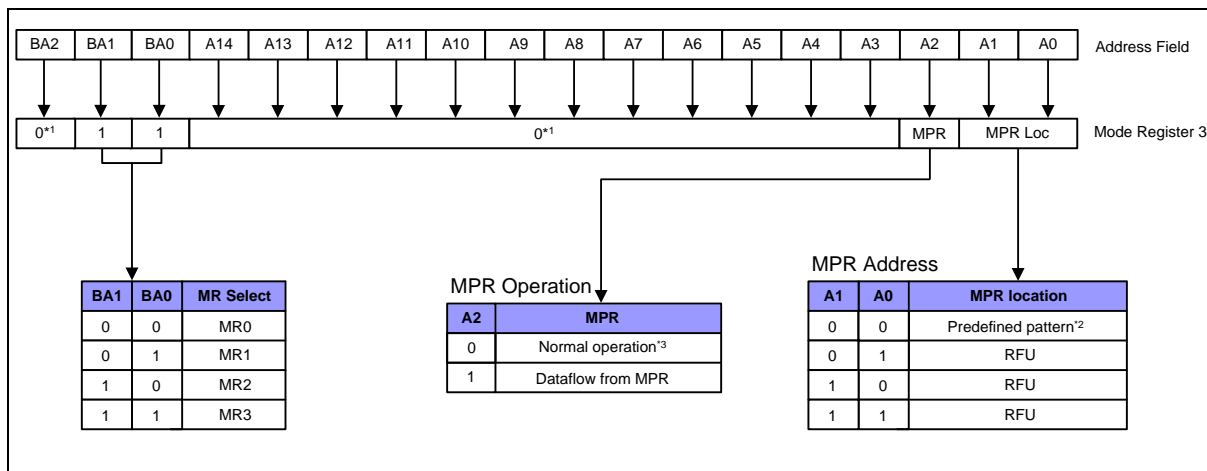 BA2 BA1 BA0 A14 A13 A12 A11 A10 A9 A8 A7 A6 A5 A4 A3 A2 A1 A0 Address Field
0*1 1 1 0*1 MPR MPR Loc Mode Register 3
BA1 BA0 MR Select
0 0 MR0
0 1 MR1
1 0 MR2
1 1 MR3
MPR Operation
A2 MPR
0 Normal operation*3
1 Dataflow from MPR
MPR Address
A1 A0 MPR location
0 0 Predefined pattern*2
0 1 RFU
1 0 RFU
1 1 RFU